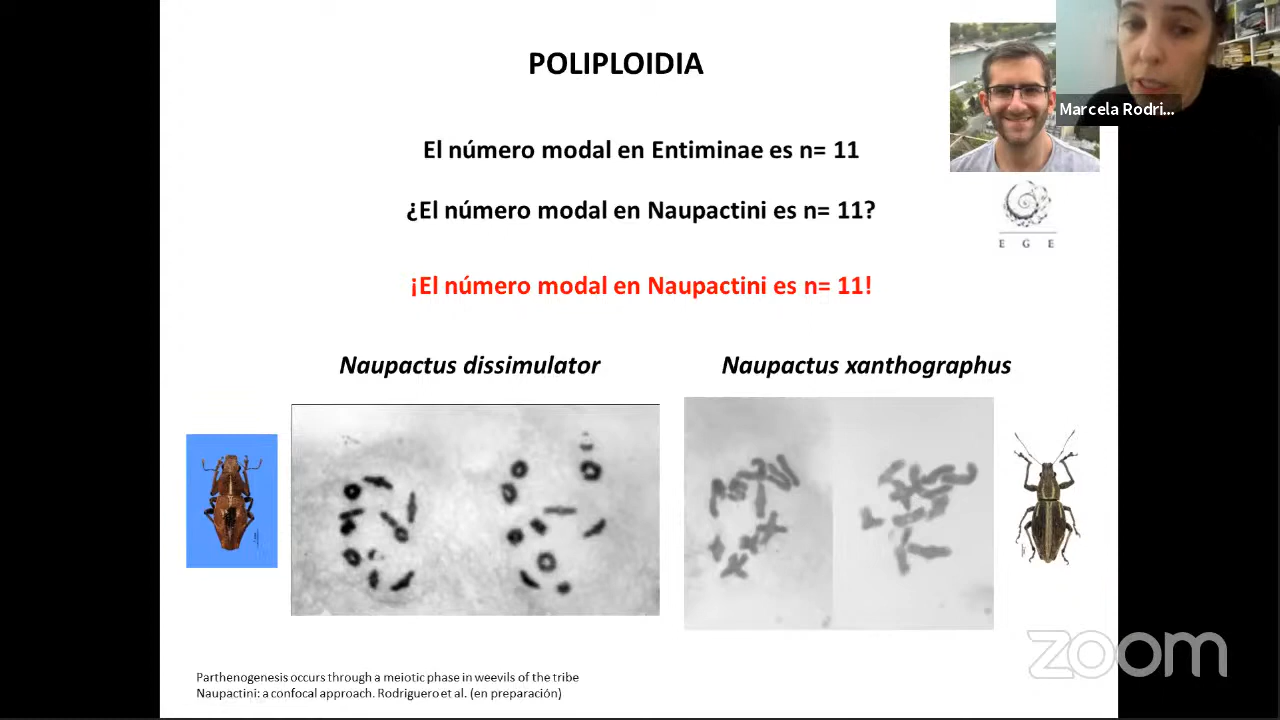 POLIPLOIDIA
Marcela Rodri...
El número modal en Entiminae es n= 11
¿El número modal en Naupactini es n= 11?
E G E
¡El número modal en Naupactini es n= 11!
Naupactus dissimulator
Naupactus xanthographus
zoom
Parthenogenesis occurs through a meiotic phase in weevils of the tribe
Naupactini: a confocal approach. Rodriguero et al. (en preparación)